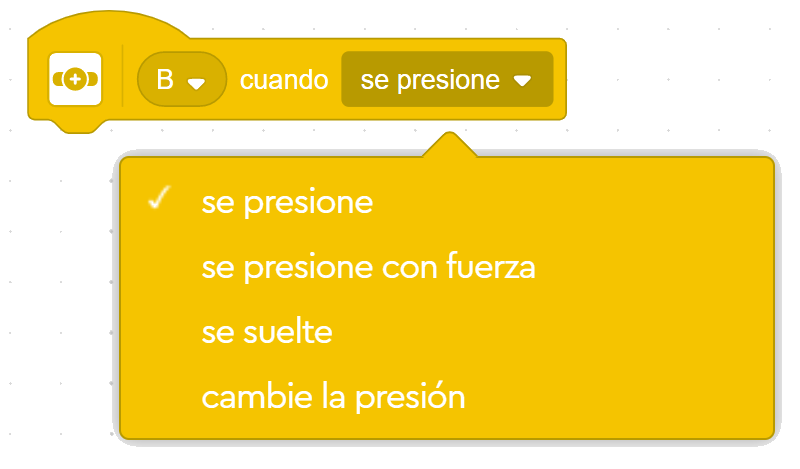 B cuando se presione
se presione
se presione con fuerza
se suelte
cambie la presión